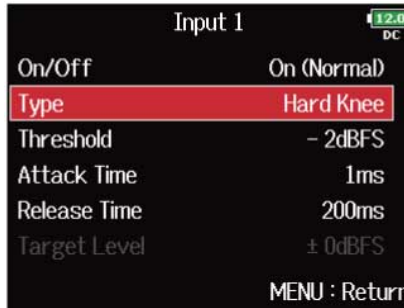 Input 1
12.0
DC
On/Off On (Normal)
Type Hard Knee
Threshold – 2dBFS
Attack Time 1ms
Release Time 200ms
Target Level ± 0dBFS
MENU : Return